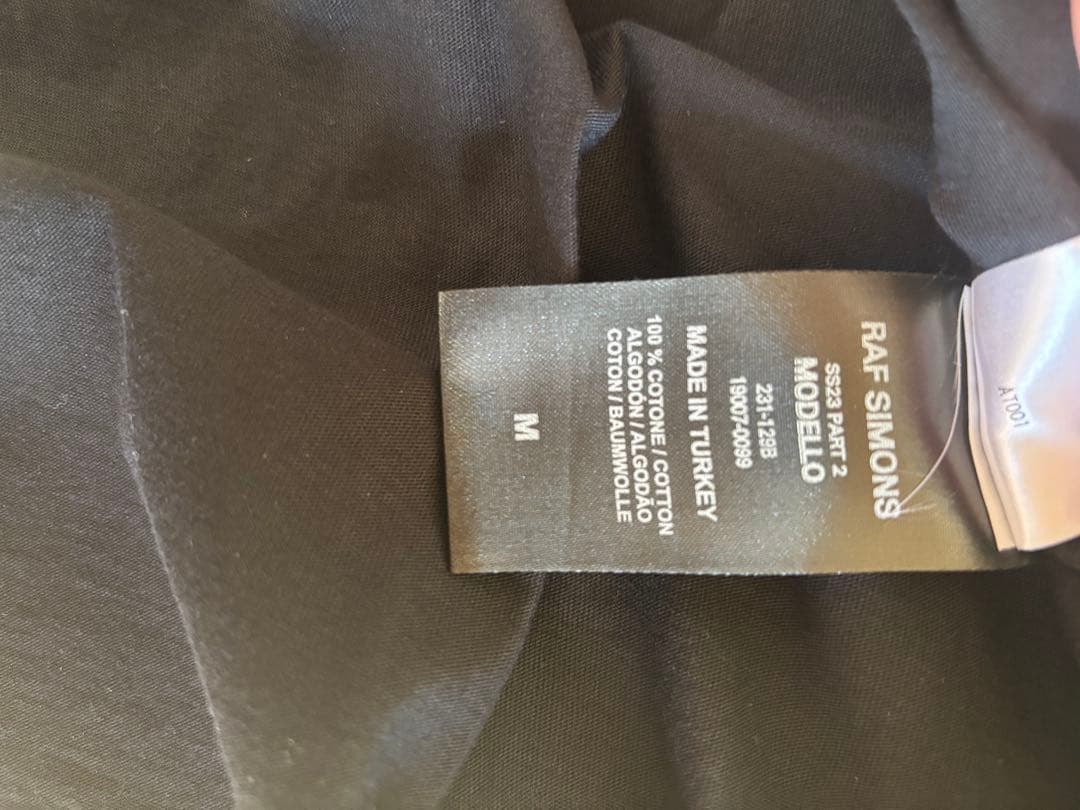 RAF SIMONS
SS23 PART 2
MODELLO
231-129B
19007-0099
MADE IN TURKEY
100 % COTONE / COTTON
ALGODÓN / ALGODÃO
COTON / BAUMWOLLE
M
AT001